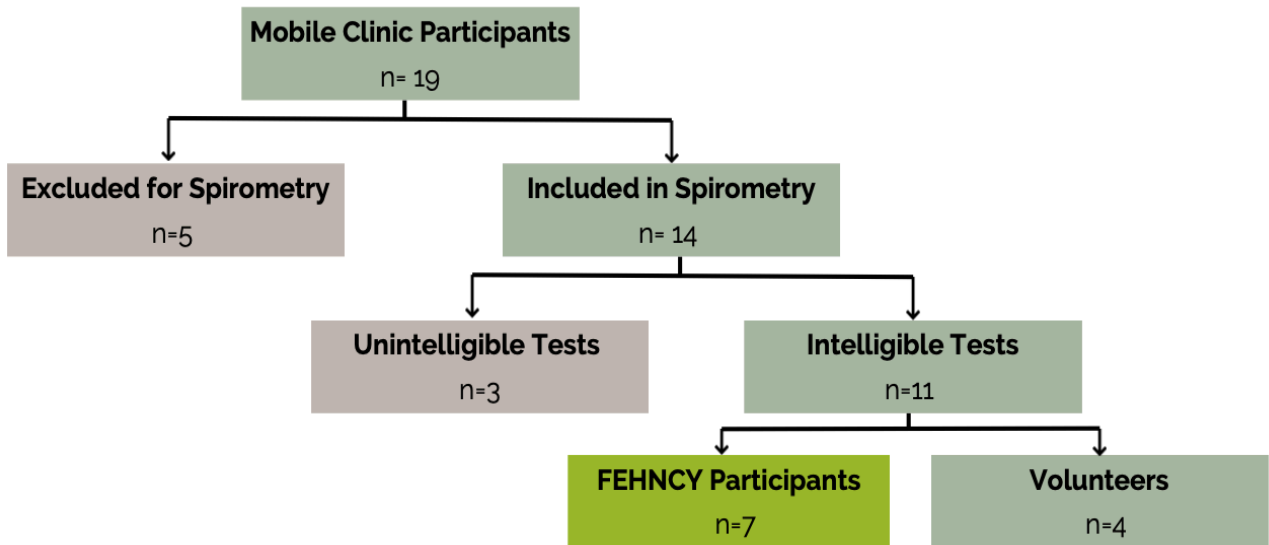 Mobile Clinic Participants
n= 19
Excluded for Spirometry
n=5
Included in Spirometry
n= 14
Unintelligible Tests
n=3
Intelligible Tests
n=11
FEHNCY Participants
n=7
Volunteers
n=4